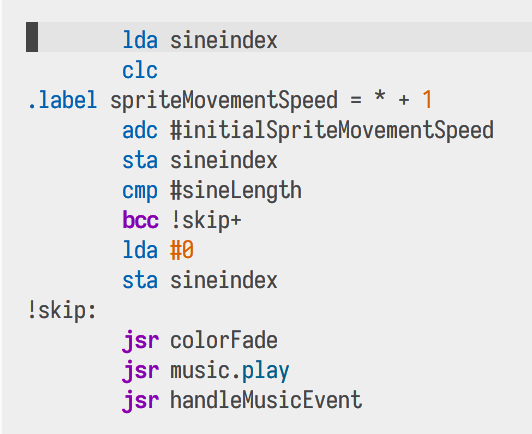 lda sineindex
clc
.label spriteMovementSpeed = * + 1
adc #initialSpriteMovementSpeed
sta sineindex
cmp #sineLength
bcc !skip+
lda #0
sta sineindex
!skip:
jsr colorFade
jsr music.play
jsr handleMusicEvent